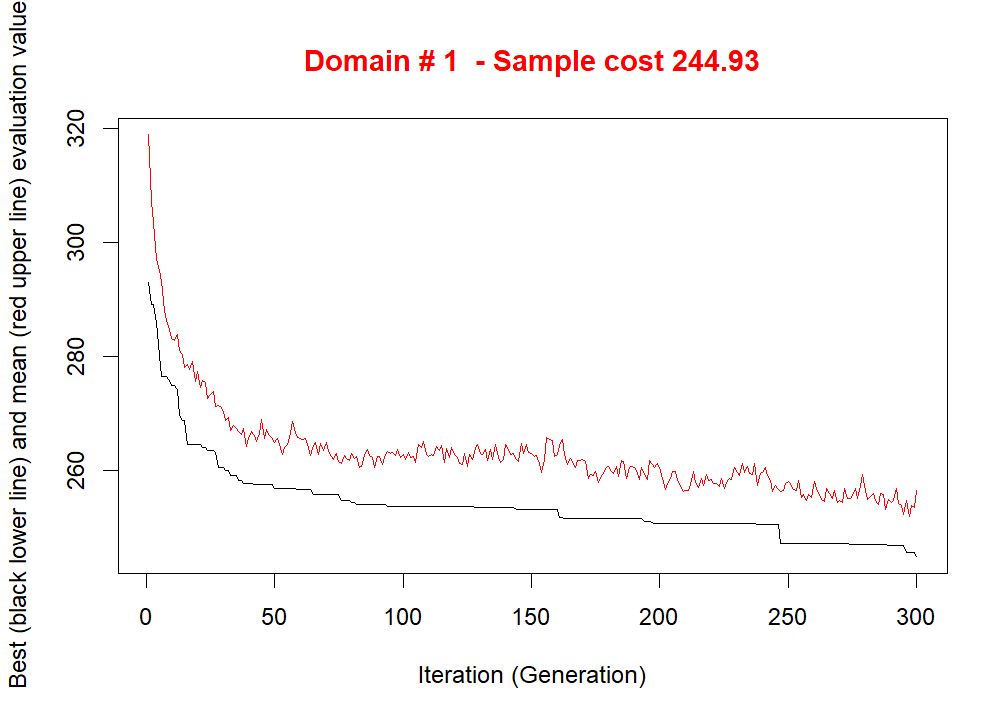 Domain # 1  - Sample cost 244.93
Best (black lower line) and mean (red upper line) evaluation value
320
300
280
260
0 50 100 150 200 250 300
Iteration (Generation)